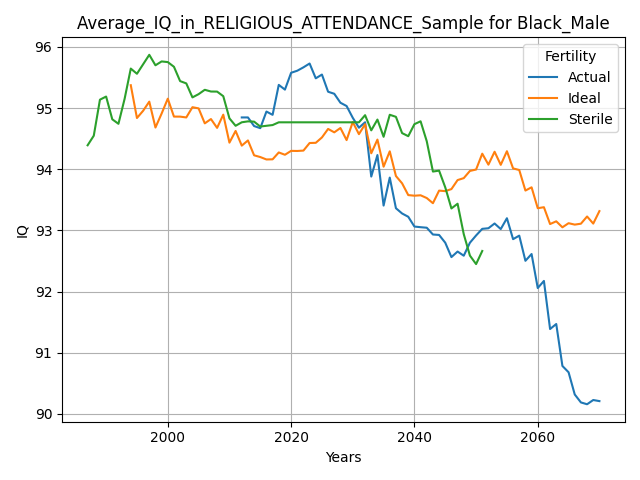 Average_IQ_in_RELIGIOUS_ATTENDANCE_Sample for Black_Male
Fertility
Actual
Ideal
Sterile
96
95
94
93
92
91
90
IQ
2000 2020 2040 2060
Years